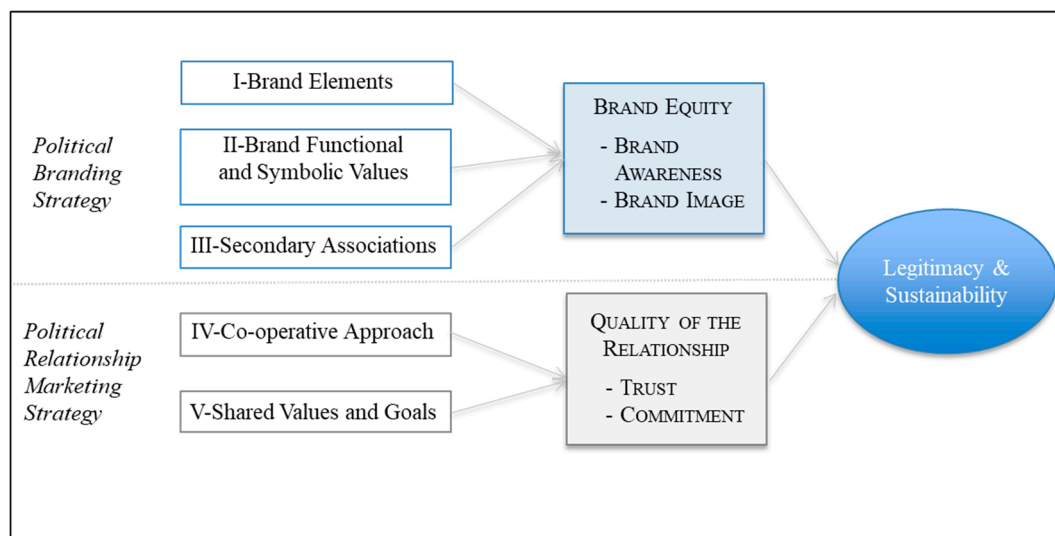 Political
Branding
Strategy
I-Brand Elements
II-Brand Functional
and Symbolic Values
III-Secondary Associations
BRAND EQUITY
- BRAND
AWARENESS
- BRAND IMAGE
Legitimacy &
Sustainability
Political
Relationship
Marketing
Strategy
IV-Co-operative Approach
V-Shared Values and Goals
QUALITY OF THE
RELATIONSHIP
- TRUST
- COMMITMENT